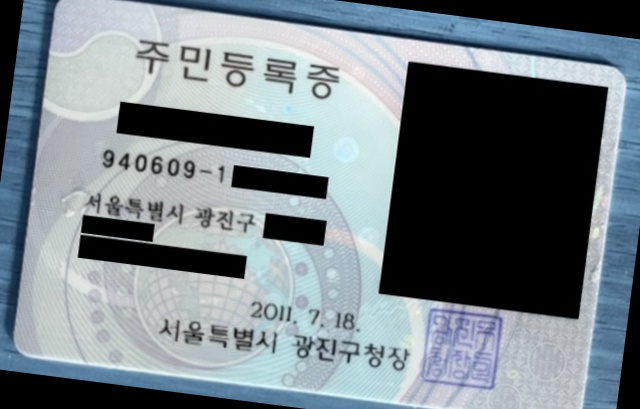 주민등록증
940609-1
서울특별시 광진구
2011. 7. 18.
서울특별시 광진구청장